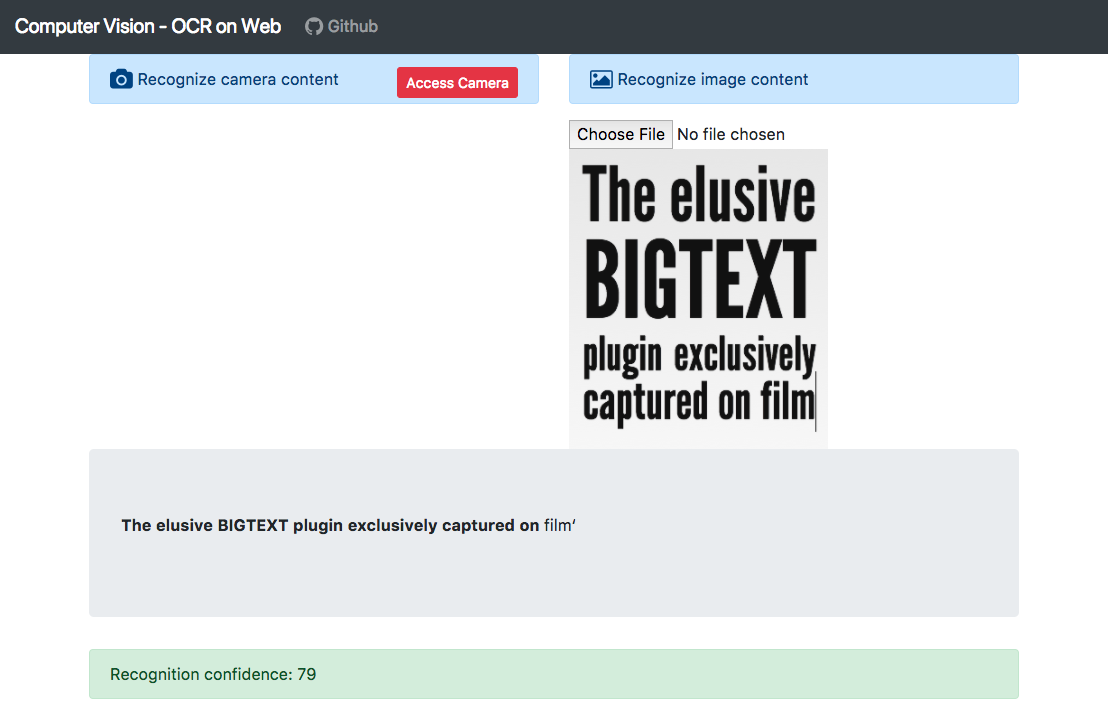 Computer Vision - OCR on Web Github
Recognize camera content Access Camera
Recognize image content
Choose File No file chosen
The elusive
BIGTEXT
plugin exclusively
captured on film
The elusive BIGTEXT plugin exclusively captured on film‘
Recognition confidence: 79